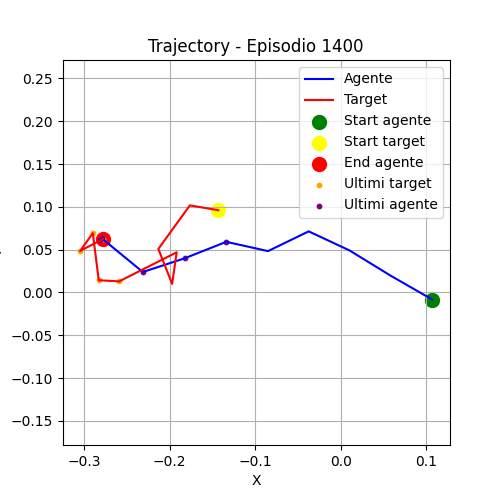 Trajectory - Episodio 1400
Agente
Target
Start agente
Start target
End agente
Ultimi target
Ultimi agente
0.25
0.20
0.15
0.10
0.05
0.00
−0.05
−0.10
−0.15
−0.3
−0.2
−0.1
0.0
0.1
X